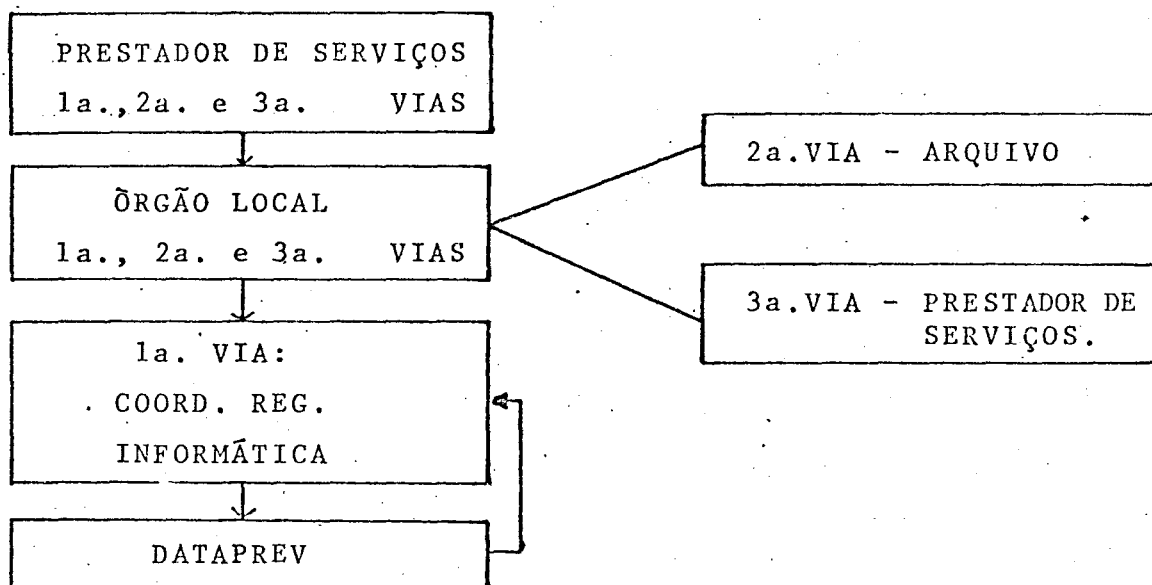 PRESTADOR DE SERVIÇOS
1a.,2a. e 3a. VIAS
ÕRGÃO LOCAL
1a., 2a. e 3a. VIAS
2a.VIA - ARQUIVO
3a.VIA - PRESTADOR DE
SERVIÇOS.
1a. VIA:
COORD. REG.
INFORMÁTICA
DATAPREV